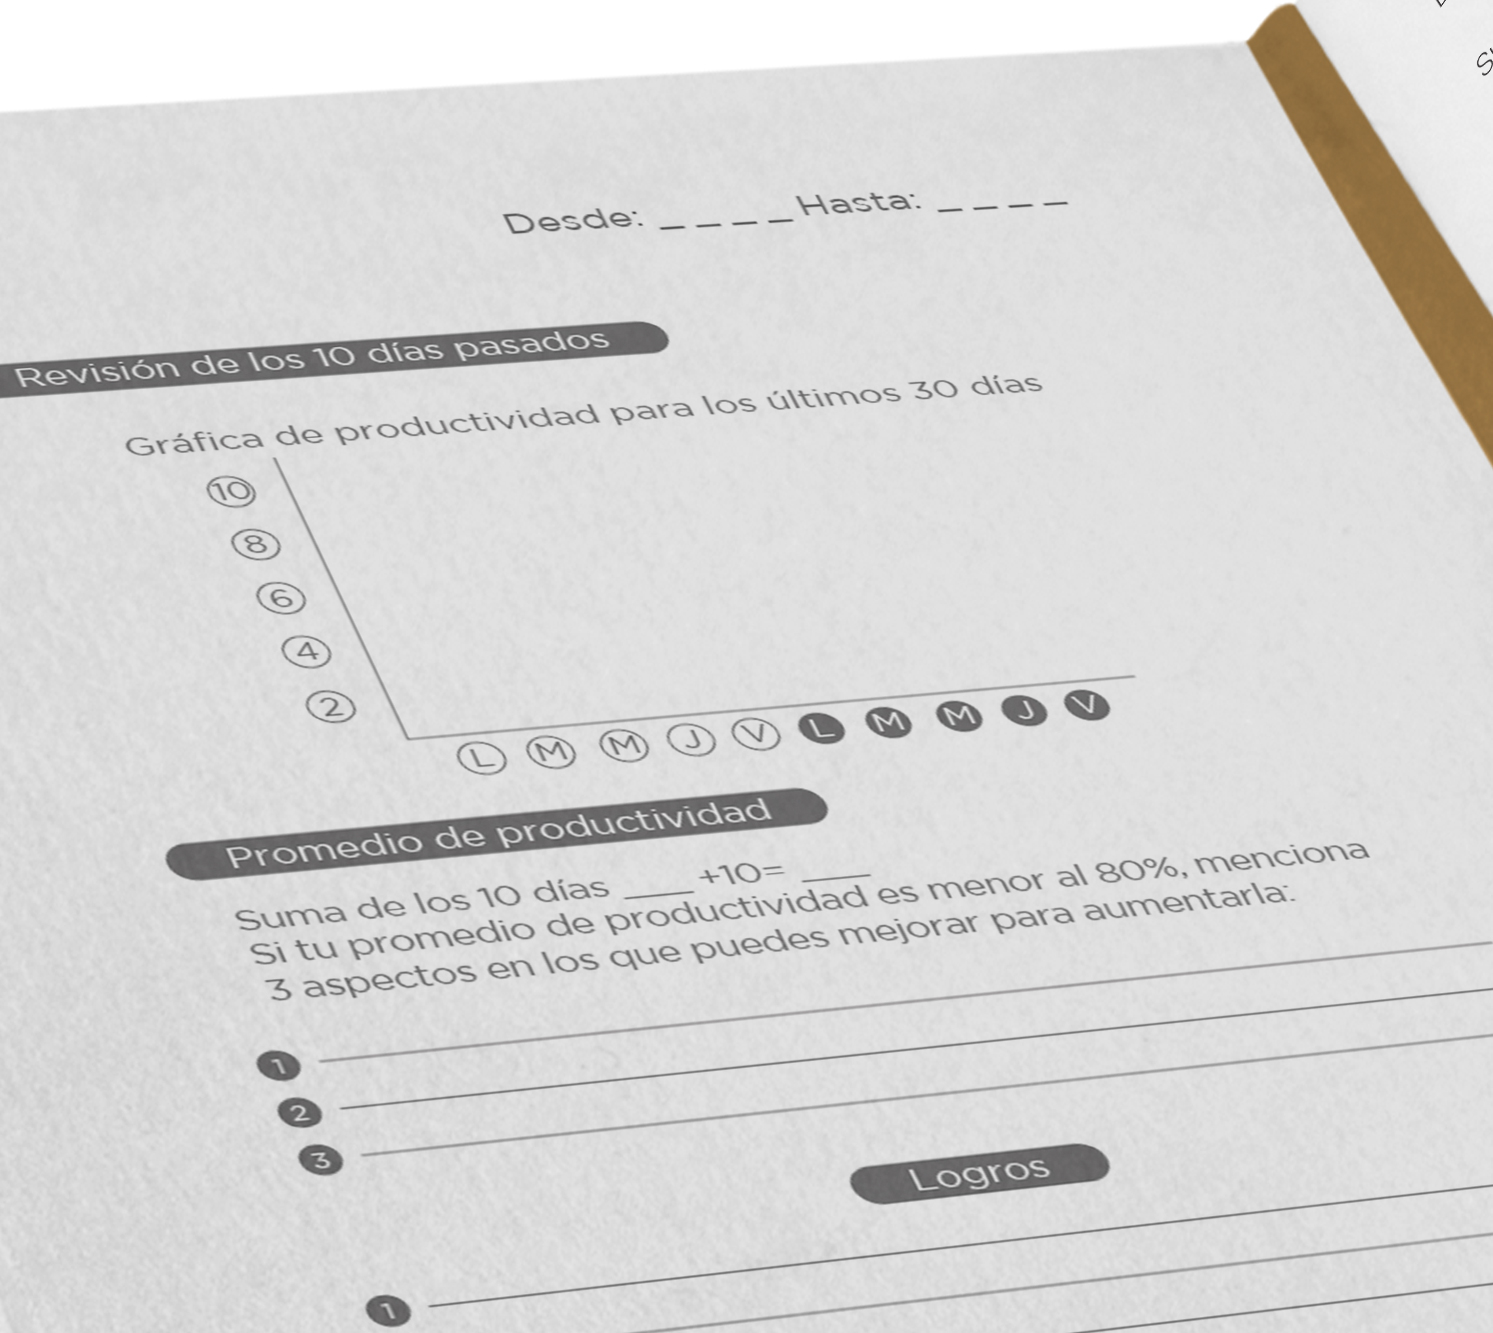 Desde: _ _ _ _ Hasta: _ _ _ _
Revisión de los 10 días pasados
Gráfica de productividad para los últimos 30 días
10
8
6
4
2
L M M J V L M M J V
Promedio de productividad
Suma de los 10 días ____ +10= ____
Si tu promedio de productividad es menor al 80%, menciona
3 aspectos en los que puedes mejorar para aumentarla:
1
2
3
Logros
1